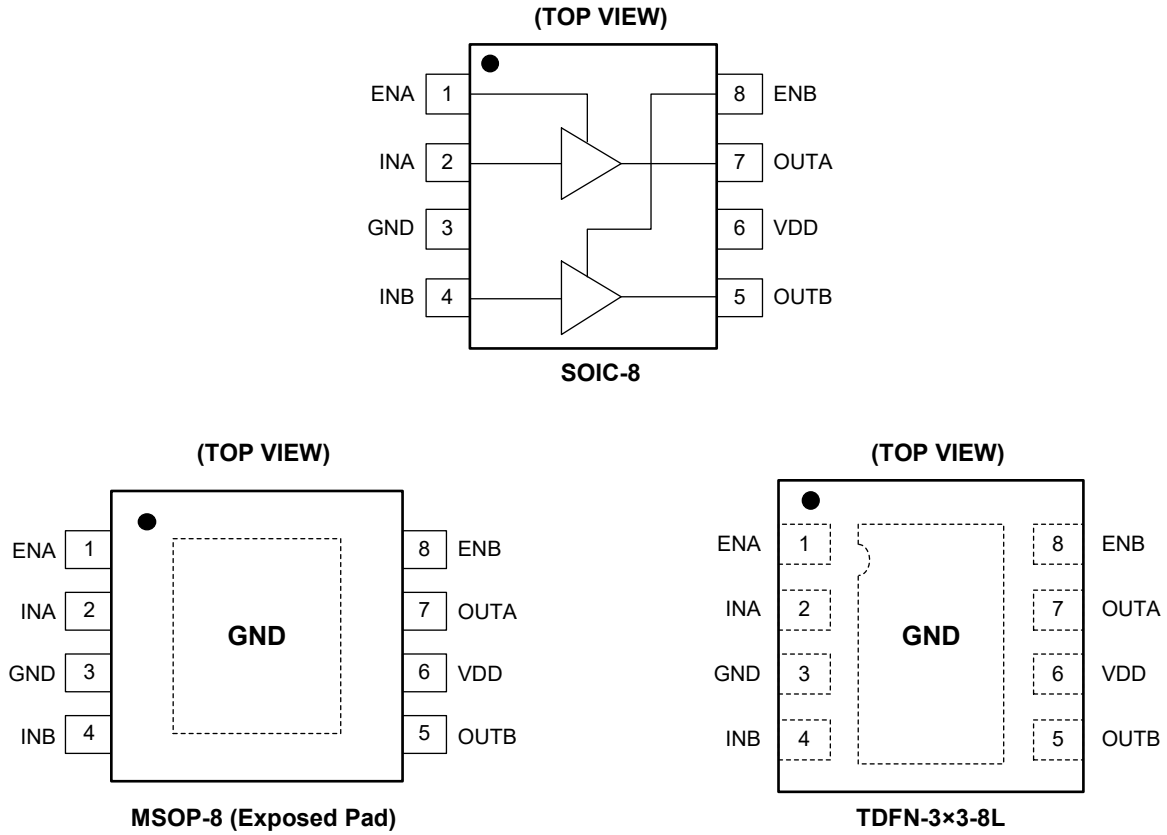 (TOP VIEW)
ENA 1 8 ENB
INA 2 7 OUTA
GND 3 6 VDD
INB 4 5 OUTB
SOIC-8
(TOP VIEW)
ENA 1 8 ENB
INA 2 7 OUTA
GND 3 GND 6 VDD
INB 4 5 OUTB
MSOP-8 (Exposed Pad)
(TOP VIEW)
ENA 1 8 ENB
INA 2 7 OUTA
GND 3 GND 6 VDD
INB 4 5 OUTB
TDFN-3×3-8L